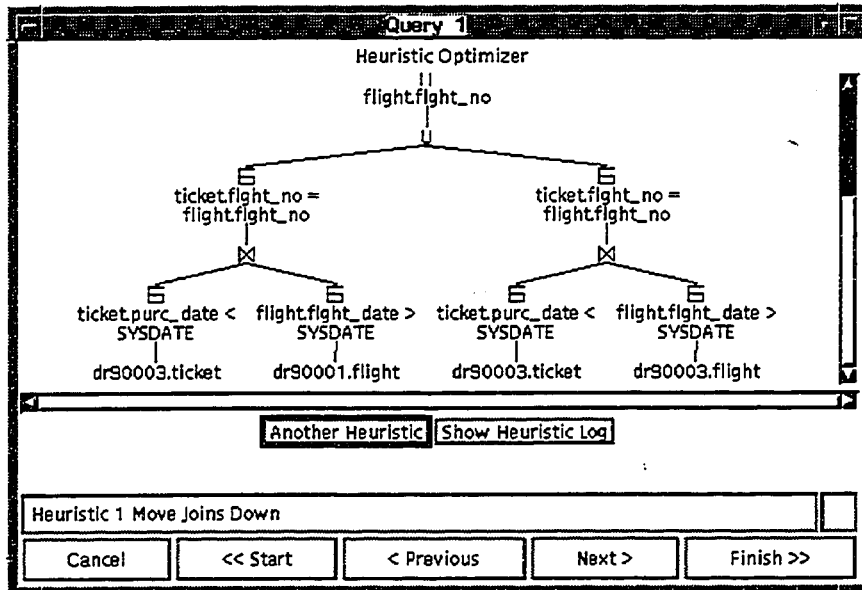 Query 1
Heuristic Optimizer
flight.flght_no
U
ticket.flght_no = ticket.flght_no =
flight.flght_no flight.flght_no
⋈ ⋈
ticket.purc_date < flight.flght_date > ticket.purc_date < flight.flght_date >
SYSDATE SYSDATE SYSDATE SYSDATE
dr90003.ticket dr90001.flight dr90003.ticket dr90003.flight
Another Heuristic Show Heuristic Log
Heuristic 1 Move Joins Down
Cancel << Start < Previous Next > Finish >>